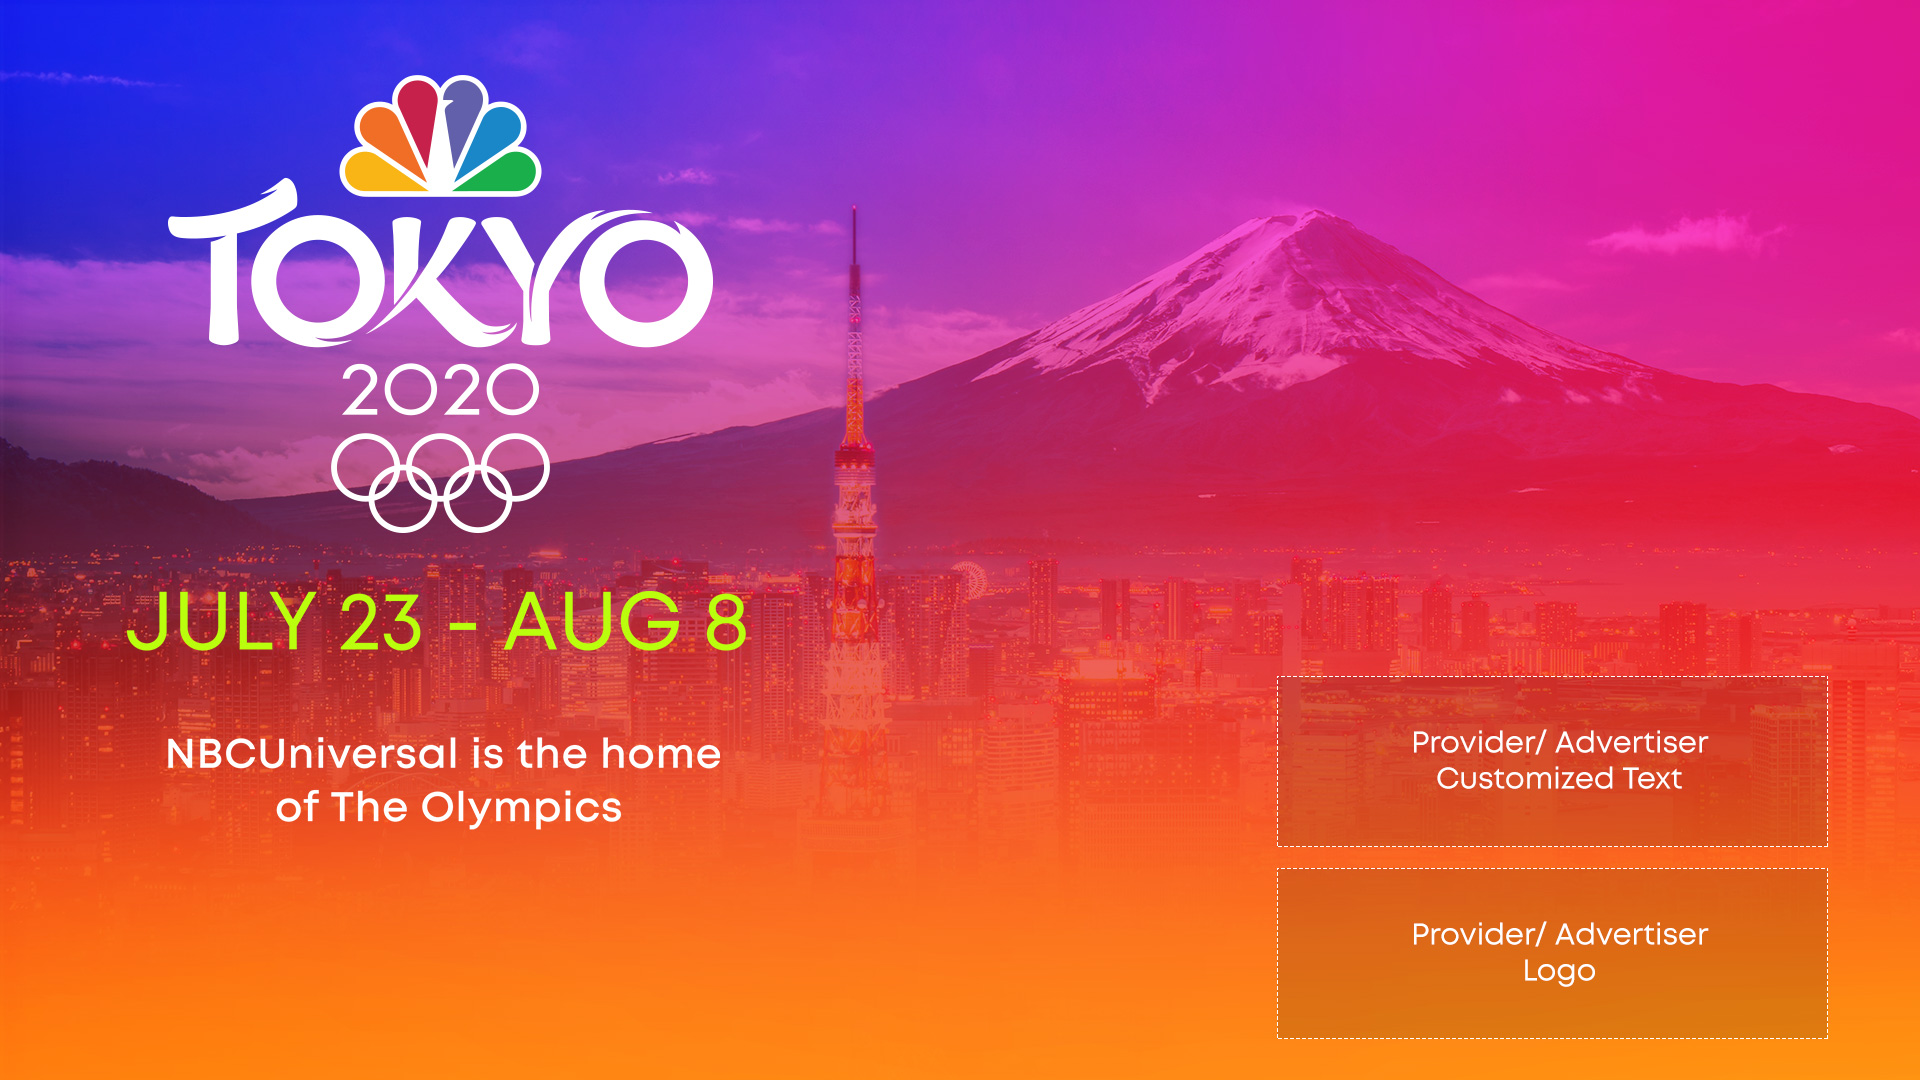 TOKYO
2020
JULY 23 - AUG 8
NBCUniversal is the home
of The Olympics
Provider/ Advertiser
Customized Text
Provider/ Advertiser
Logo